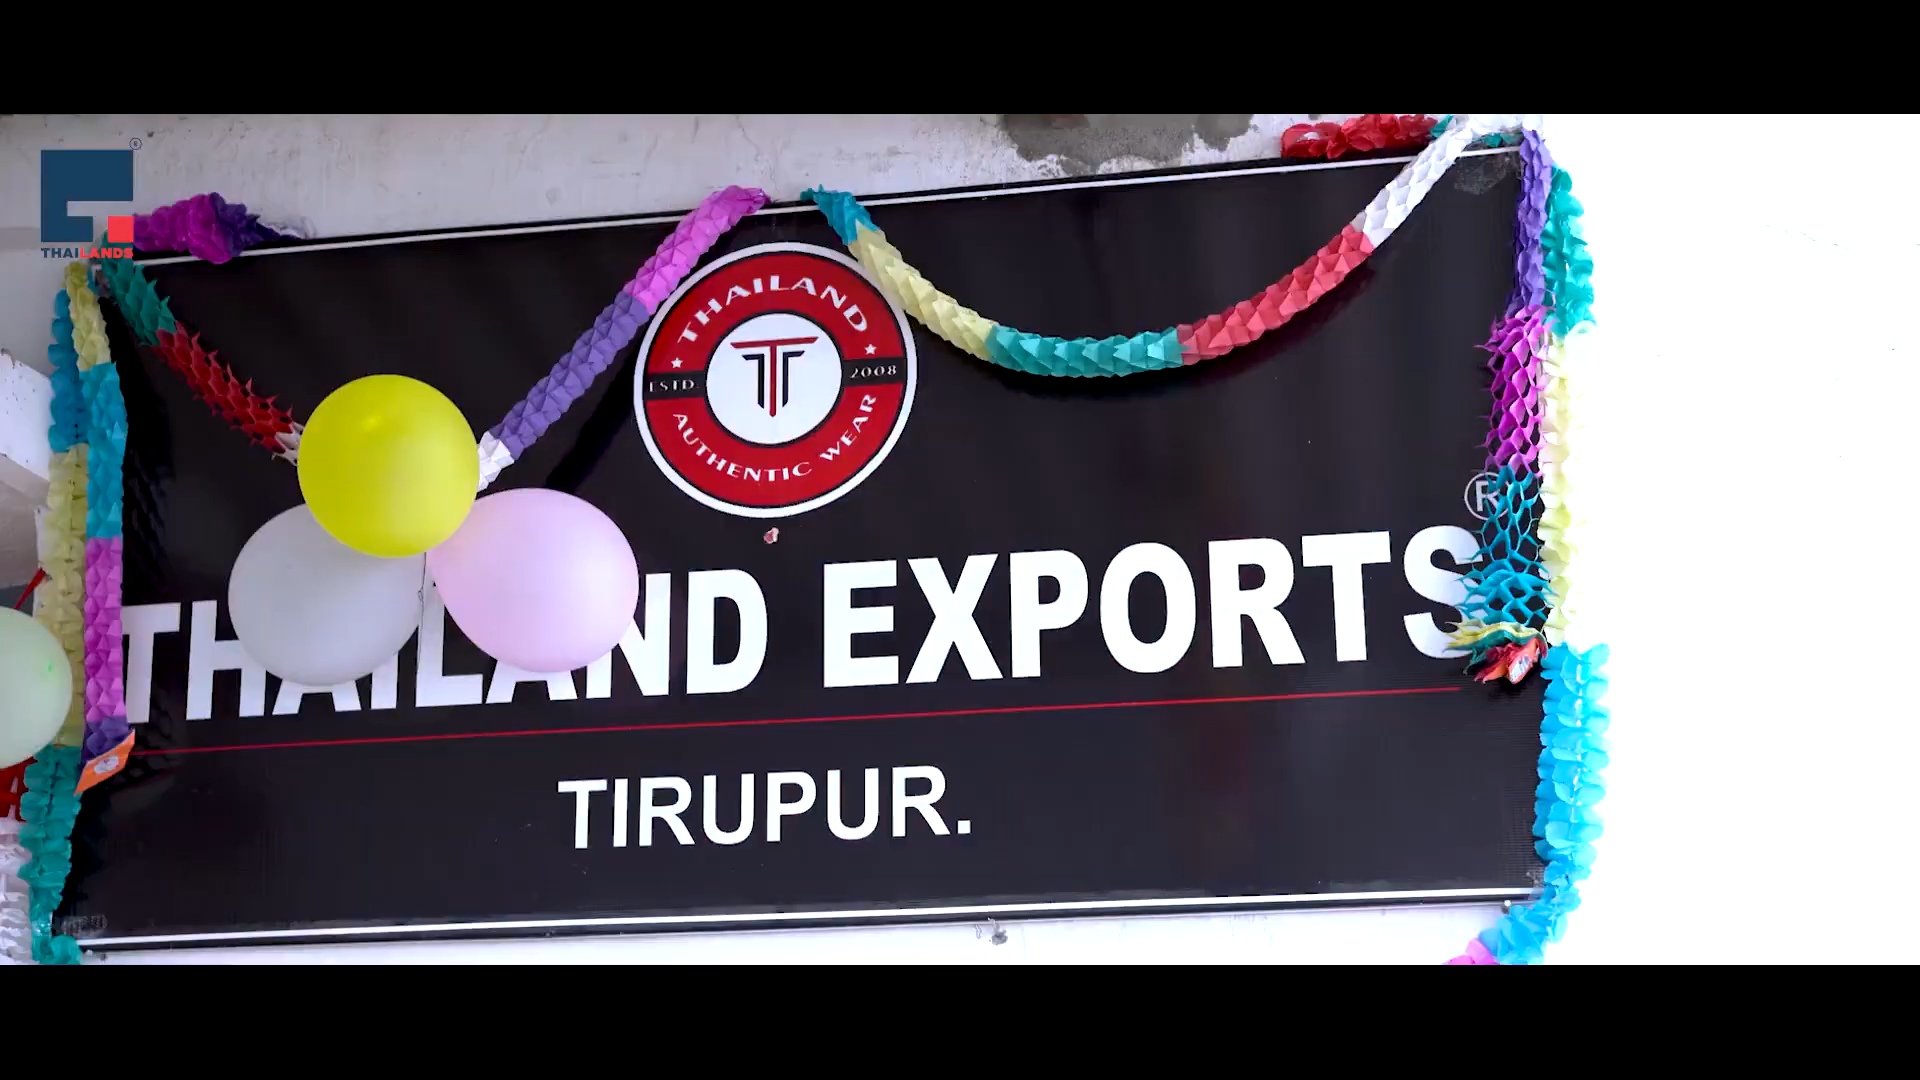 ®
THAILANDS
THAILAND
ESTD. 2008
AUTHENTIC WEAR
®
THAILAND EXPORTS
TIRUPUR.